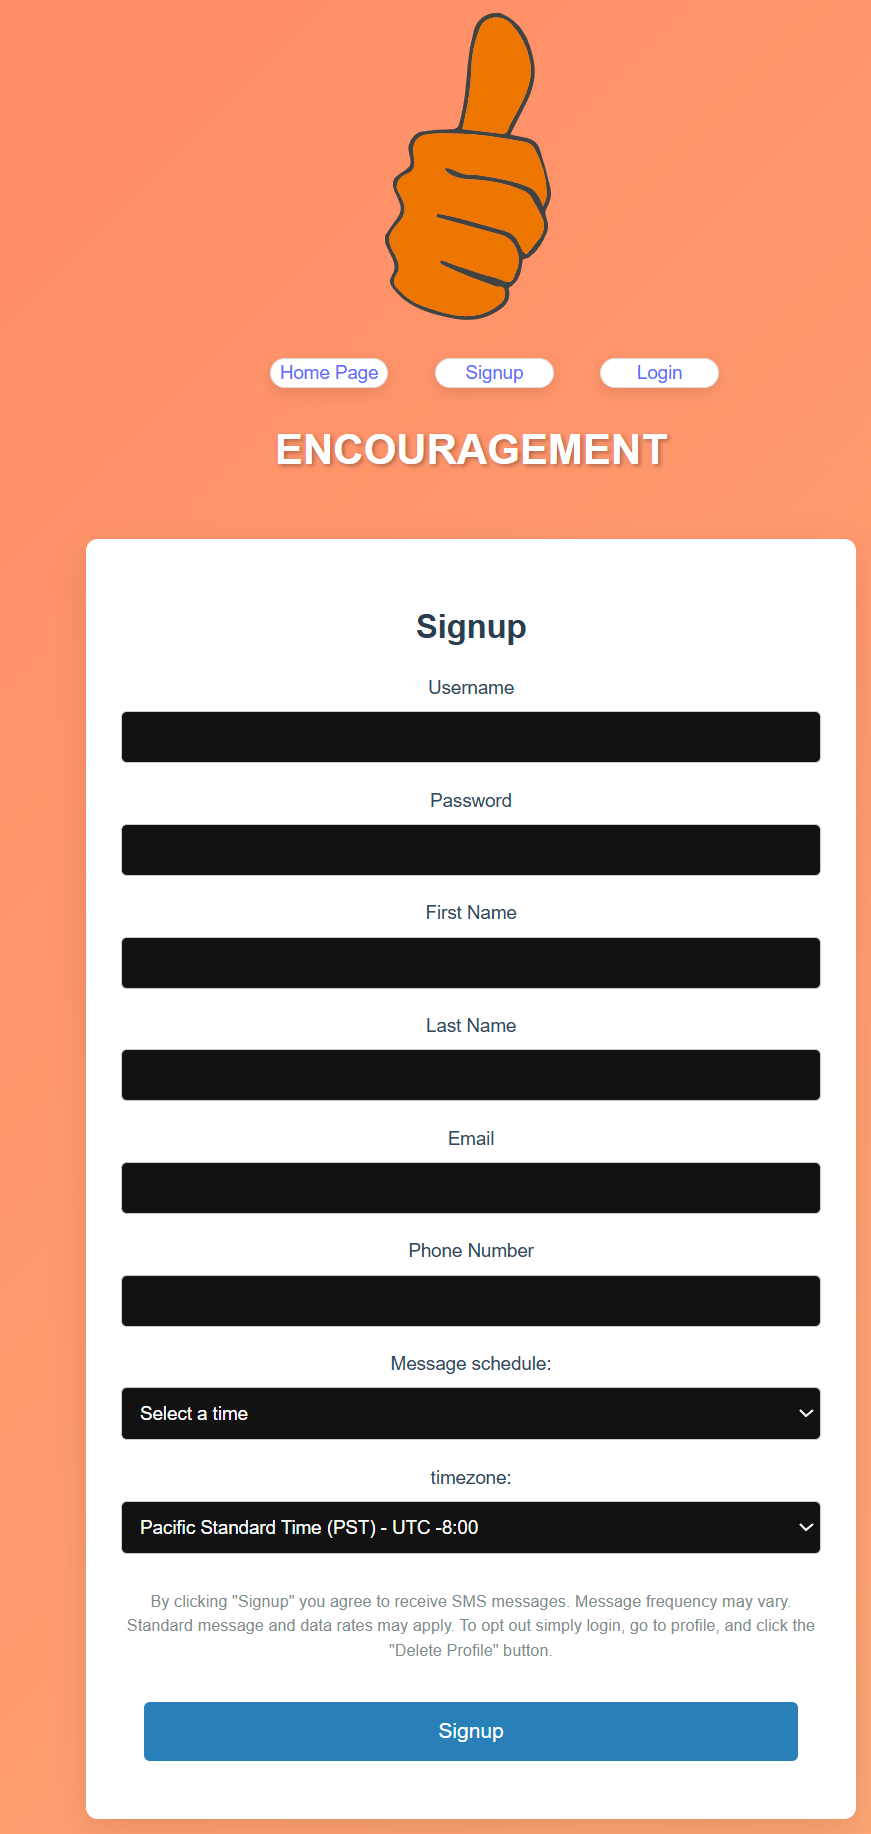 Home Page Signup Login
ENCOURAGEMENT
Signup
Username
Password
First Name
Last Name
Email
Phone Number
Message schedule:
Select a time
timezone:
Pacific Standard Time (PST) - UTC -8:00
By clicking "Signup" you agree to receive SMS messages. Message frequency may vary.
Standard message and data rates may apply. To opt out simply login, go to profile, and click the
"Delete Profile" button.
Signup